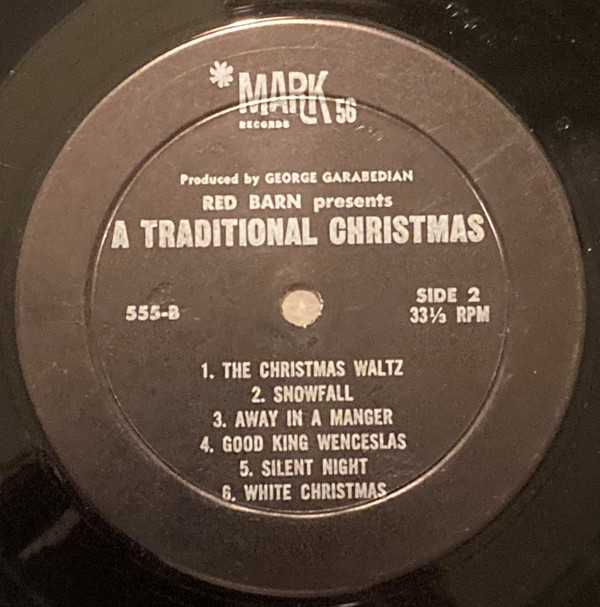 *MARK 56
RECORDS
Produced by GEORGE GARABEDIAN
RED BARN presents
A TRADITIONAL CHRISTMAS
555-B
SIDE 2
33⅓ RPM
1. THE CHRISTMAS WALTZ
2. SNOWFALL
3. AWAY IN A MANGER
4. GOOD KING WENCESLAS
5. SILENT NIGHT
6. WHITE CHRISTMAS